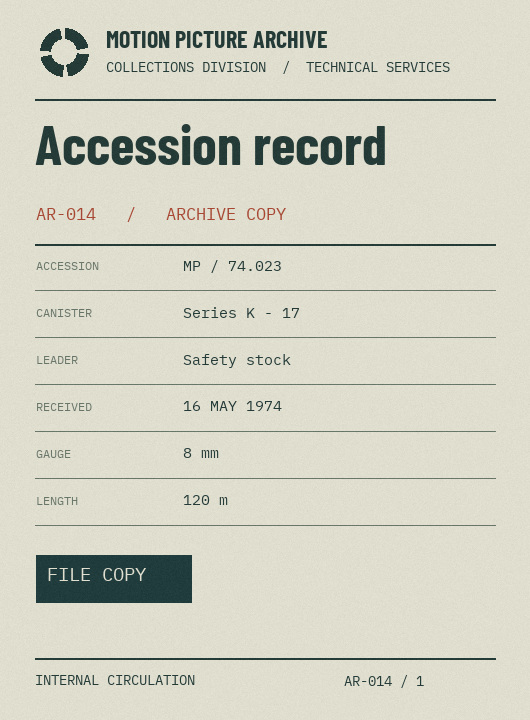 MOTION PICTURE ARCHIVE
COLLECTIONS DIVISION / TECHNICAL SERVICES
Accession record
AR-014 / ARCHIVE COPY
ACCESSION MP / 74.023
CANISTER Series K - 17
LEADER Safety stock
RECEIVED 16 MAY 1974
GAUGE 8 mm
LENGTH 120 m
FILE COPY
INTERNAL CIRCULATION AR-014 / 1